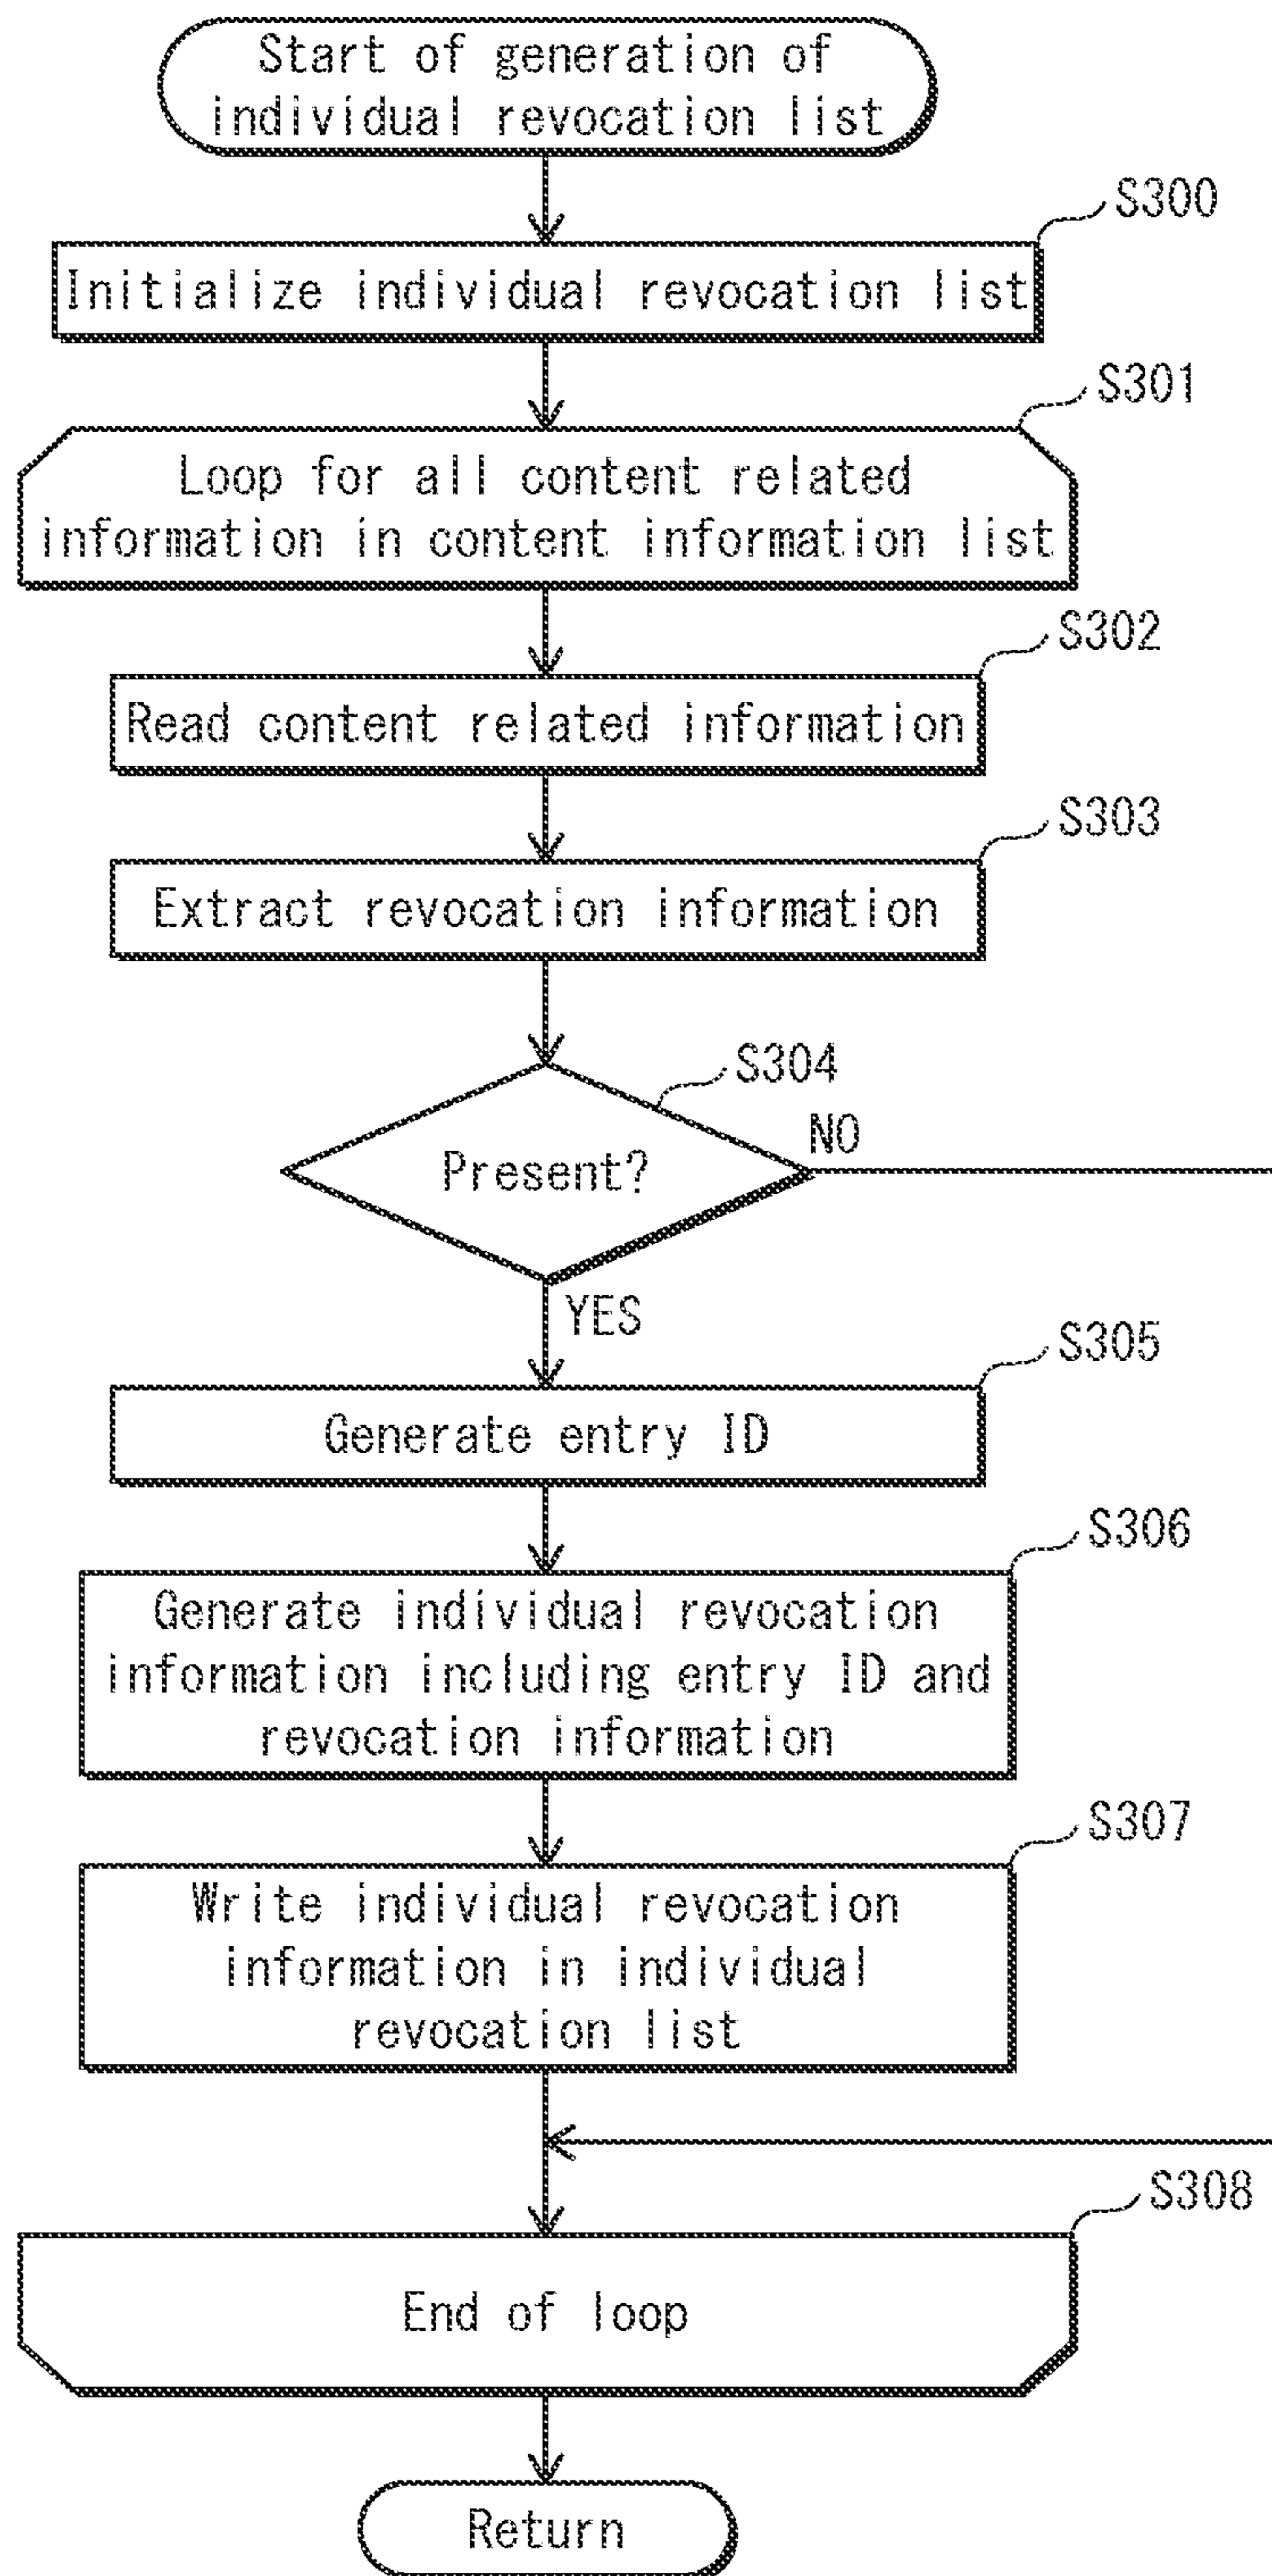 Start of generation of
individual revocation list
S300
Initialize individual revocation list
S301
Loop for all content related
information in content information list
S302
Read content related information
S303
Extract revocation information
S304
Present?
NO
YES
S305
Generate entry ID
S306
Generate individual revocation
information including entry ID and
revocation information
S307
Write individual revocation
information in individual
revocation list
S308
End of loop
Return